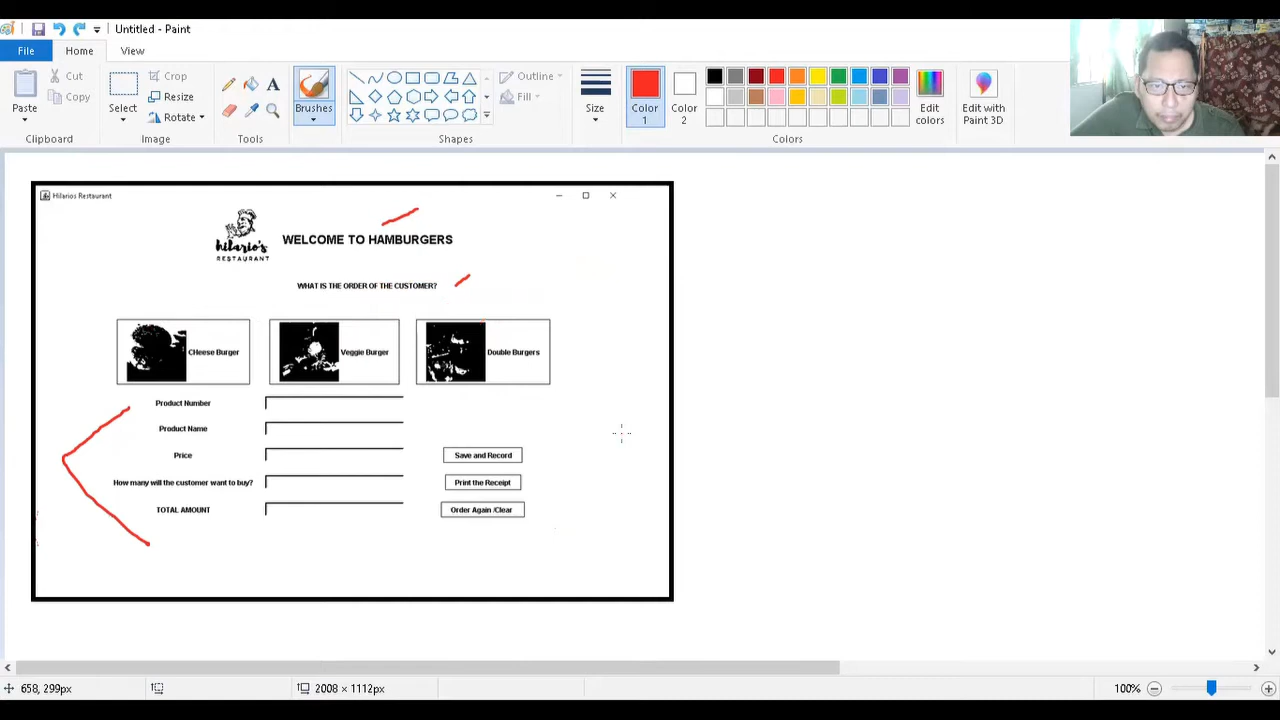 Untitled - Paint
File
Home
View
Paste
Cut
Copy
Clipboard
Select
Crop
Resize
Rotate
Image
Tools
Brushes
Outline
Fill
Shapes
Size
Color 1
Color 2
Edit colors
Edit with Paint 3D
Colors
Hilarios Restaurant
hilario's
RESTAURANT
WELCOME TO HAMBURGERS
WHAT IS THE ORDER OF THE CUSTOMER?
CHeese Burger
Veggie Burger
Double Burgers
Product Number
Product Name
Price
Save and Record
How many will the customer want to buy?
Print the Receipt
TOTAL AMOUNT
Order Again /Clear
658, 299px
2008 × 1112px
100%